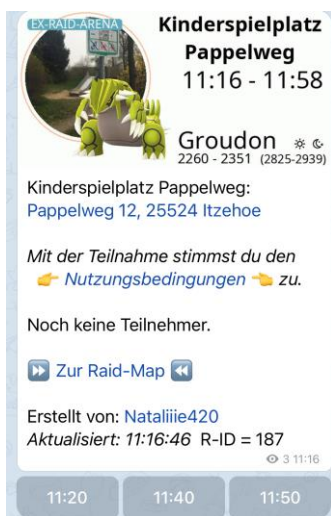 EX-RAID-ARENA
Kinderspielplatz
Pappelweg
11:16 - 11:58
Groudon
2260 - 2351 (2825-2939)
Kinderspielplatz Pappelweg:
Pappelweg 12, 25524 Itzehoe
Mit der Teilnahme stimmst du den
👉 Nutzungsbedingungen 👈 zu.
Noch keine Teilnehmer.
⏩ Zur Raid-Map ⏪
Erstellt von: Nataliiie420
Aktualisiert: 11:16:46 R-ID = 187
3 11:16
11:20 11:40 11:50